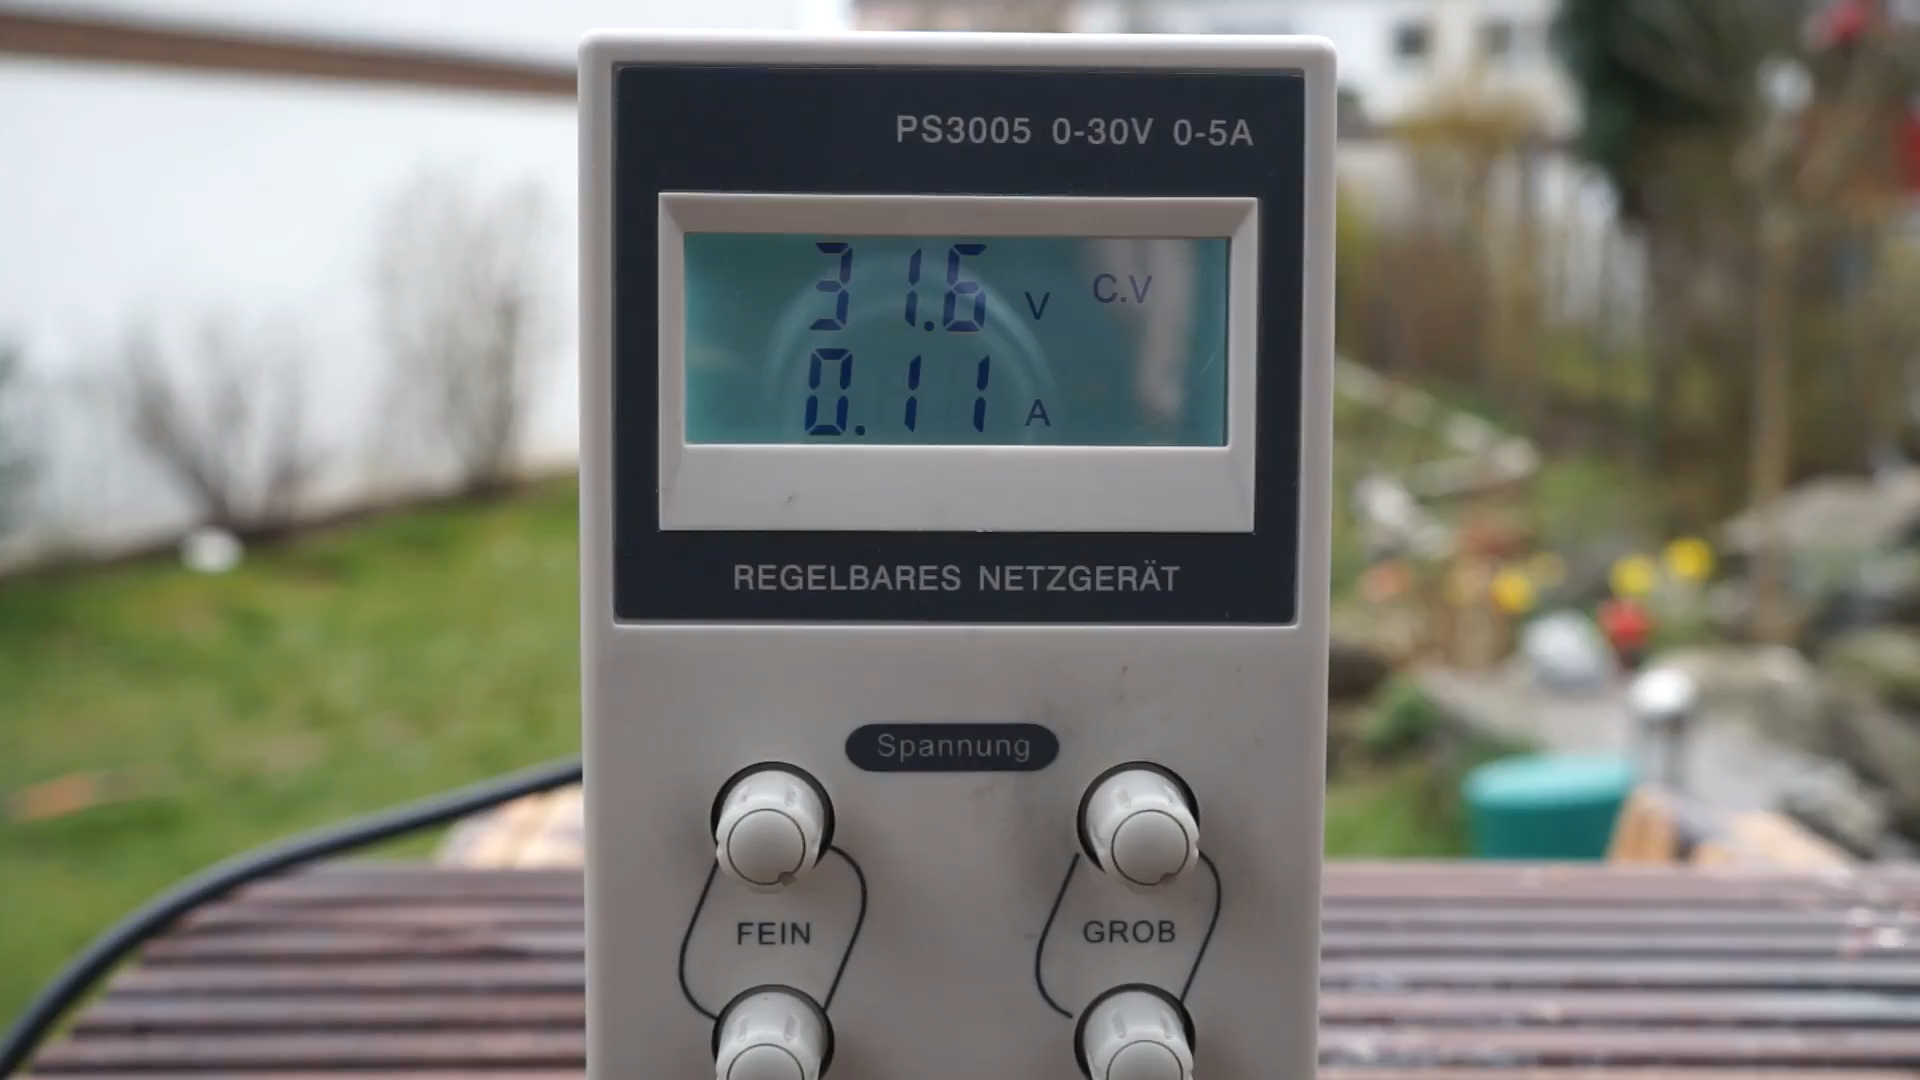 PS3005 0-30V 0-5A
31.6 V C.V
0.11 A
REGELBARES NETZGERÄT
Spannung
FEIN GROB